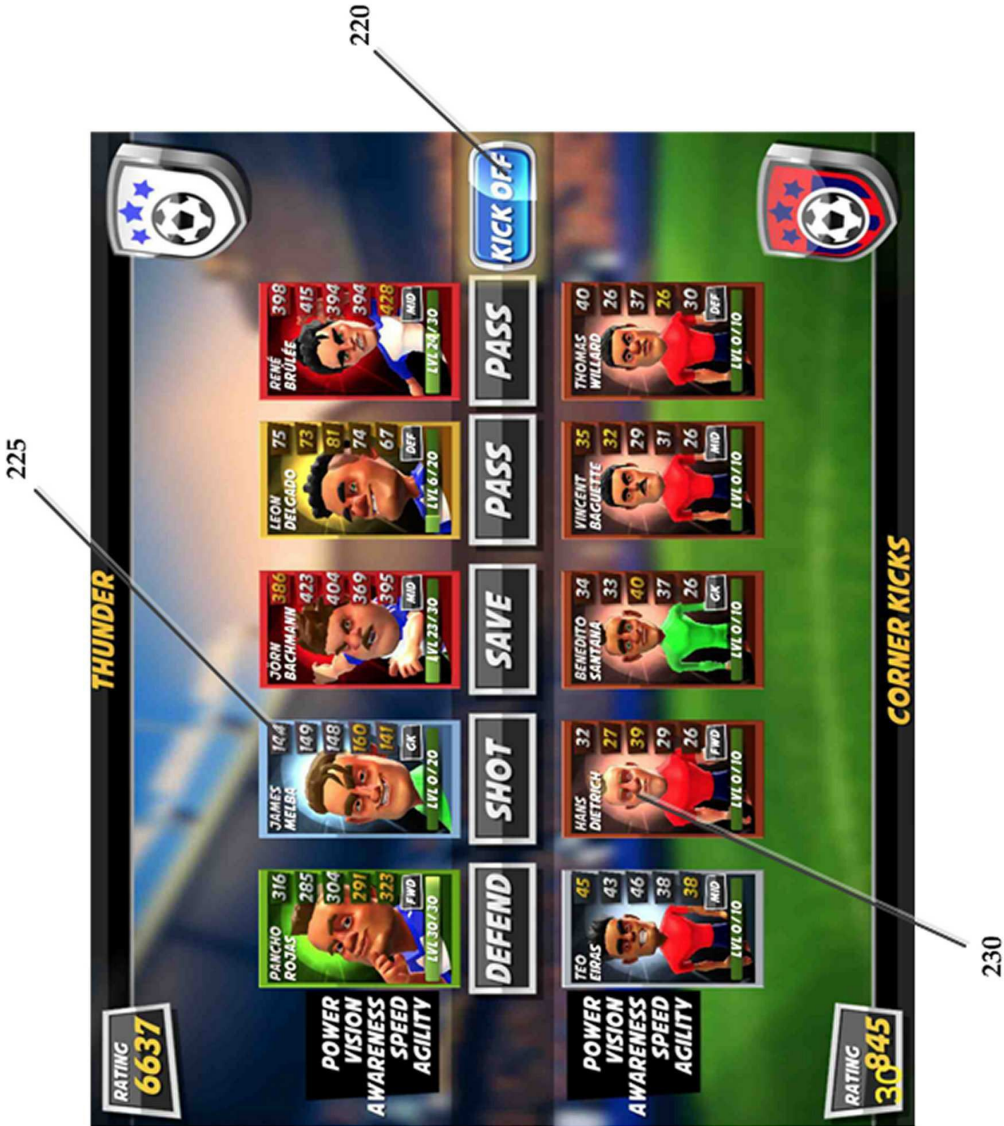 220
225
230
RATING
6637
THUNDER
POWER
VISION
AWARENESS
SPEED
AGILITY
PANCHO
ROJAS
316
285
304
291
323
FWD
LVL 30/30
JAMES
MELBA
144
149
148
160
141
GK
LVL 0/20
JÖRN
BACHMANN
386
423
404
369
395
MID
LVL 23/30
LEON
DELGADO
75
73
81
74
67
DEF
LVL 6/20
RENÉ
BRÛLÉE
398
415
394
394
428
MID
DEFEND
SHOT
SAVE
PASS
PASS
KICK OFF
POWER
VISION
AWARENESS
SPEED
AGILITY
TEO
EIRAS
45
43
46
38
38
MID
LVL 0/10
HANS
DIETRICH
32
27
39
29
26
FWD
LVL 0/10
BENEDITO
SANTANA
34
33
40
37
26
GK
LVL 0/10
VINCENT
BAGUETTE
35
32
29
31
26
MID
LVL 0/10
THOMAS
WILLARD
40
26
37
26
30
DEF
LVL 0/10
RATING
845
30
CORNER KICKS